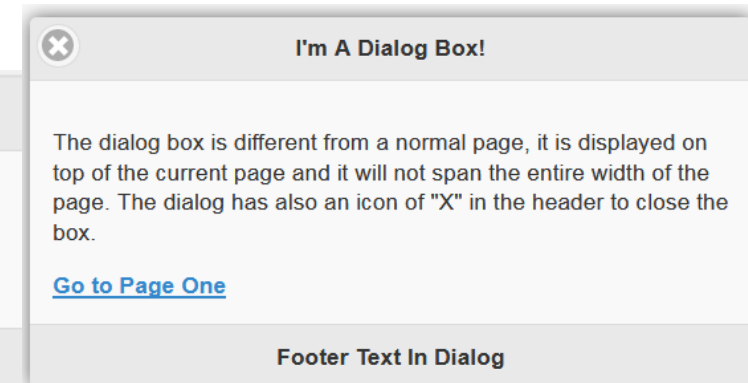 I'm A Dialog Box!
The dialog box is different from a normal page, it is displayed on
top of the current page and it will not span the entire width of the
page. The dialog has also an icon of "X" in the header to close the
box.
Go to Page One
Footer Text In Dialog